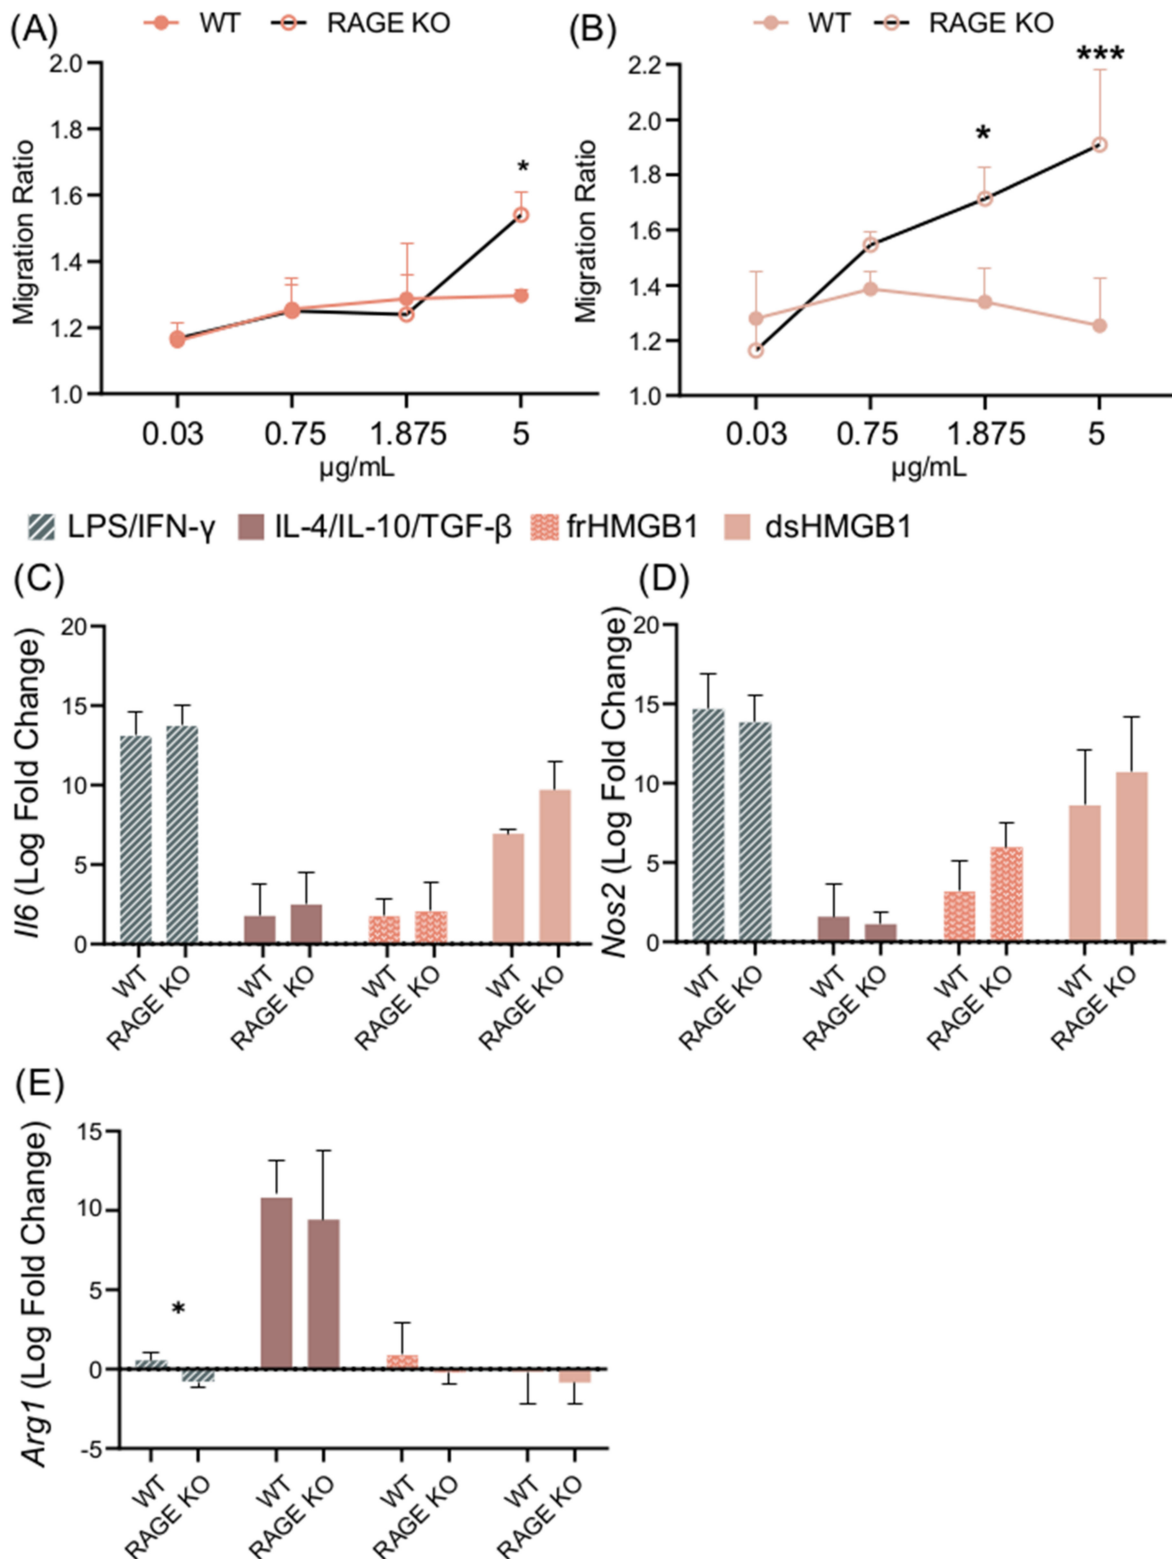 (A) WT RAGE KO
Migration Ratio
2.0
1.8
1.6
1.4
1.2
1.0
*
0.03 0.75 1.875 5
µg/mL
(B) WT RAGE KO
Migration Ratio
2.2
2.0
1.8
1.6
1.4
1.2
1.0
* ***
0.03 0.75 1.875 5
µg/mL
LPS/IFN-γ IL-4/IL-10/TGF-β frHMGB1 dsHMGB1
(C)
Il6 (Log Fold Change)
20
15
10
5
0
WT RAGE KO WT RAGE KO WT RAGE KO WT RAGE KO
(D)
Nos2 (Log Fold Change)
20
15
10
5
0
WT RAGE KO WT RAGE KO WT RAGE KO WT RAGE KO
(E)
Arg1 (Log Fold Change)
15
10
5
0
-5
*
WT RAGE KO WT RAGE KO WT RAGE KO WT RAGE KO